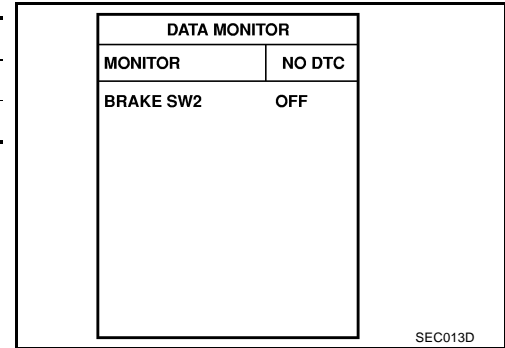 DATA MONITOR
MONITOR NO DTC
BRAKE SW2 OFF
SEC013D